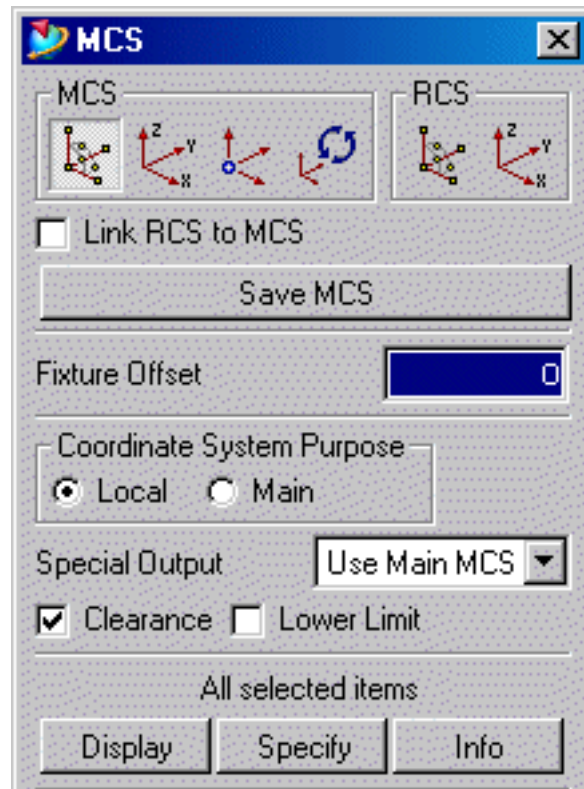 MCS
MCS RCS
Z Y X Z Y X
Link RCS to MCS
Save MCS
Fixture Offset 0
Coordinate System Purpose
Local Main
Special Output Use Main MCS
Clearance Lower Limit
All selected items
Display Specify Info